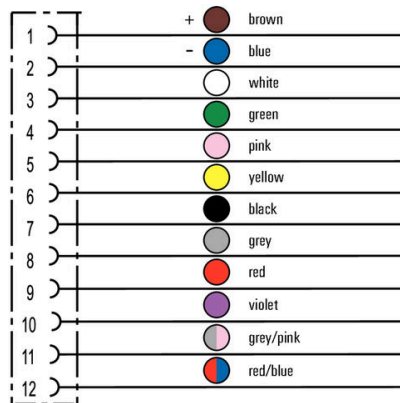 + brown
1
- blue
2
white
3
green
4
pink
5
yellow
6
black
7
grey
8
red
9
violet
10
grey/pink
11
red/blue
12